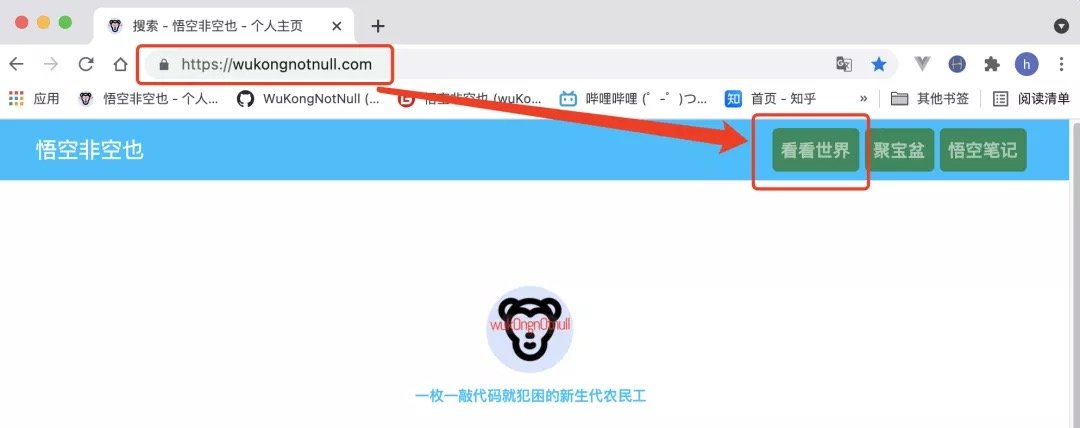 搜索 - 悟空非空也 - 个人主页
https://wukongnotnull.com
h
应用 悟空非空也 - 个人... WuKongNotNull (... 悟空非空也 (wuKo... 哔哩哔哩 (゜-゜)つ... 知 首页 - 知乎 » 其他书签 阅读清单
悟空非空也 看看世界 聚宝盆 悟空笔记
wuk0ngn0tnull
一枚一敲代码就犯困的新生代农民工